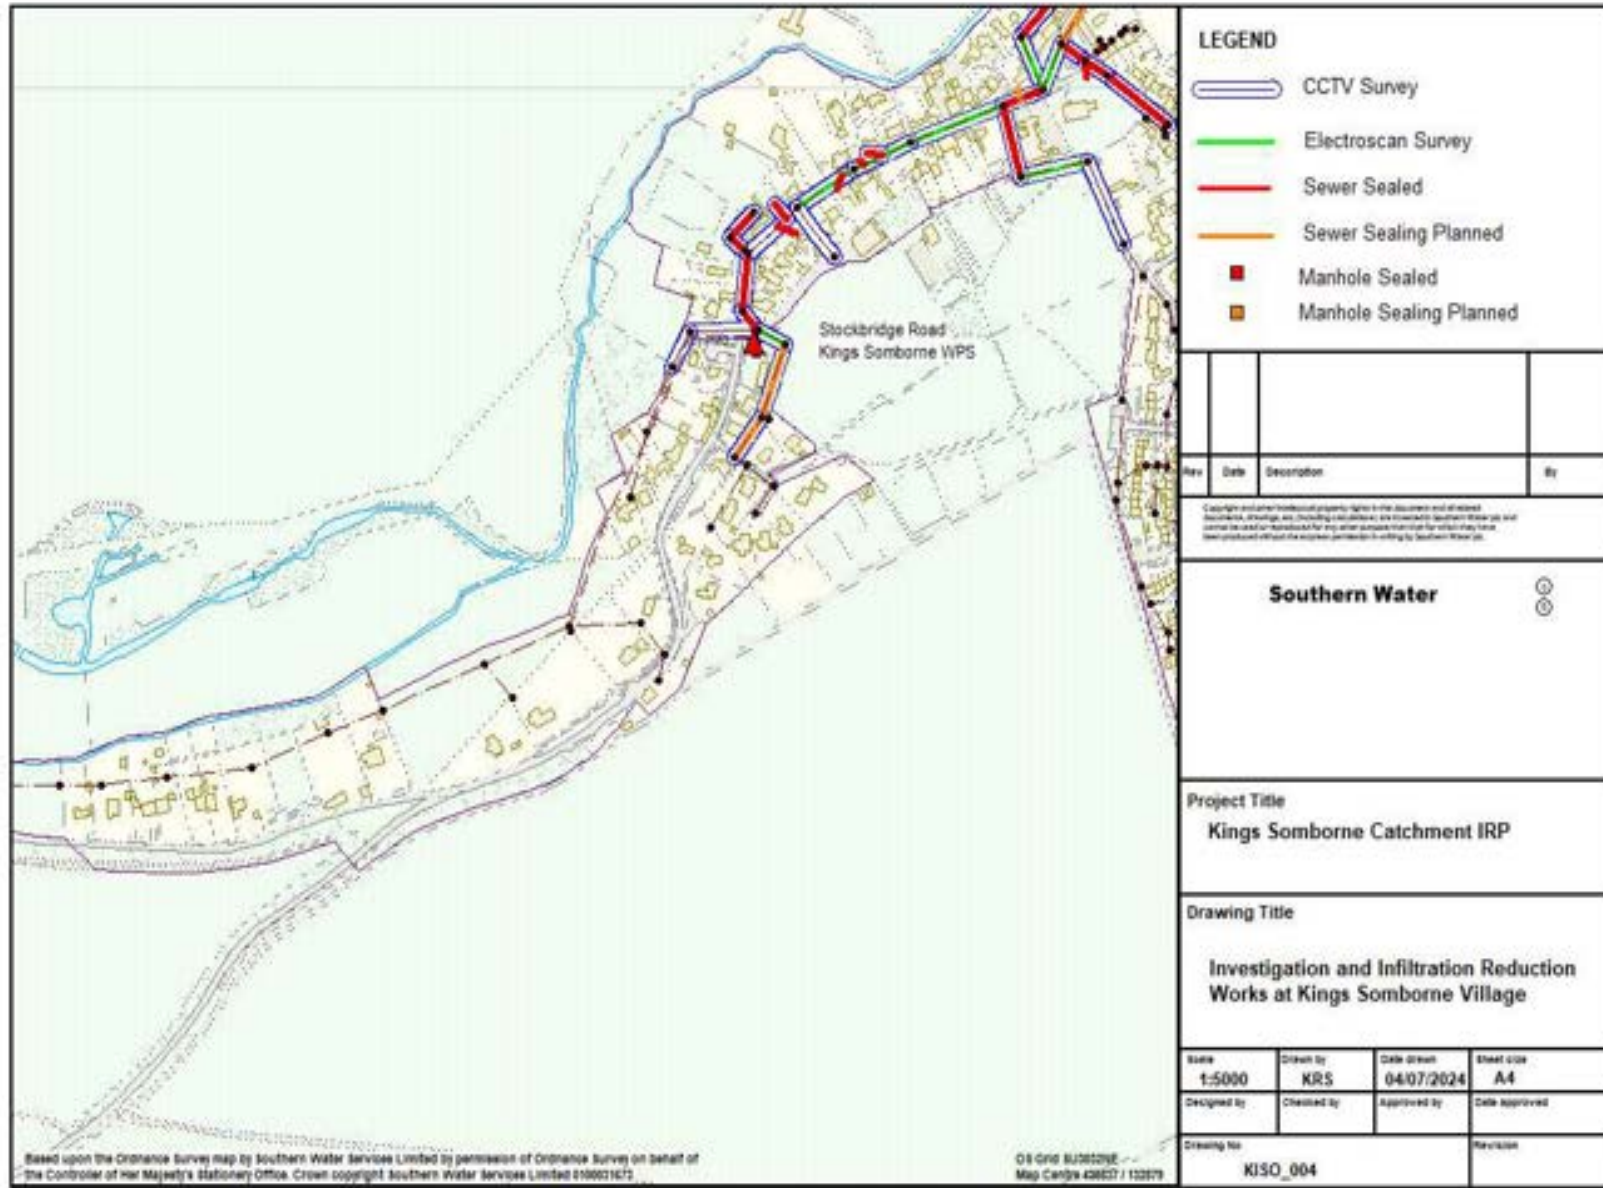 Stockbridge Road
Kings Somborne WPS
Based upon the Ordnance Survey map by Southern Water Services Limited by permission of Ordnance Survey on behalf of
the Controller of Her Majesty's Stationery Office. Crown copyright Southern Water Services Limited
OS Grid
Map Centre
LEGEND
CCTV Survey
Electroscan Survey
Sewer Sealed
Sewer Sealing Planned
Manhole Sealed
Manhole Sealing Planned
Rev Date Description By
Southern Water
Project Title
Kings Somborne Catchment IRP
Drawing Title
Investigation and Infiltration Reduction
Works at Kings Somborne Village
Scale Drawn by Date drawn Sheet size
1:5000 KRS 04/07/2024 A4
Designed by Checked by Approved by Date approved
Drawing No Revision
KISO_004